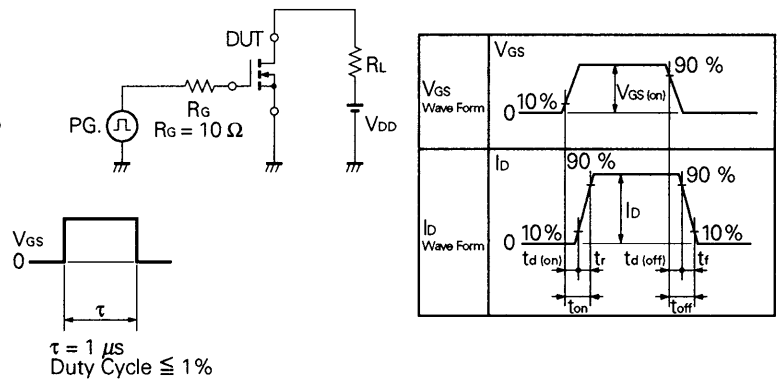 DUT
RL
RG
RG = 10 Ω
PG.
VDD
VGS
0
τ
τ = 1 μs
Duty Cycle ≦ 1%
VGS
Wave Form
VGS
90 %
10%
VGS (on)
0
ID
Wave Form
ID
90 %
90 %
ID
0
10%
10%
td (on)
tr
td (off)
tf
ton
toff